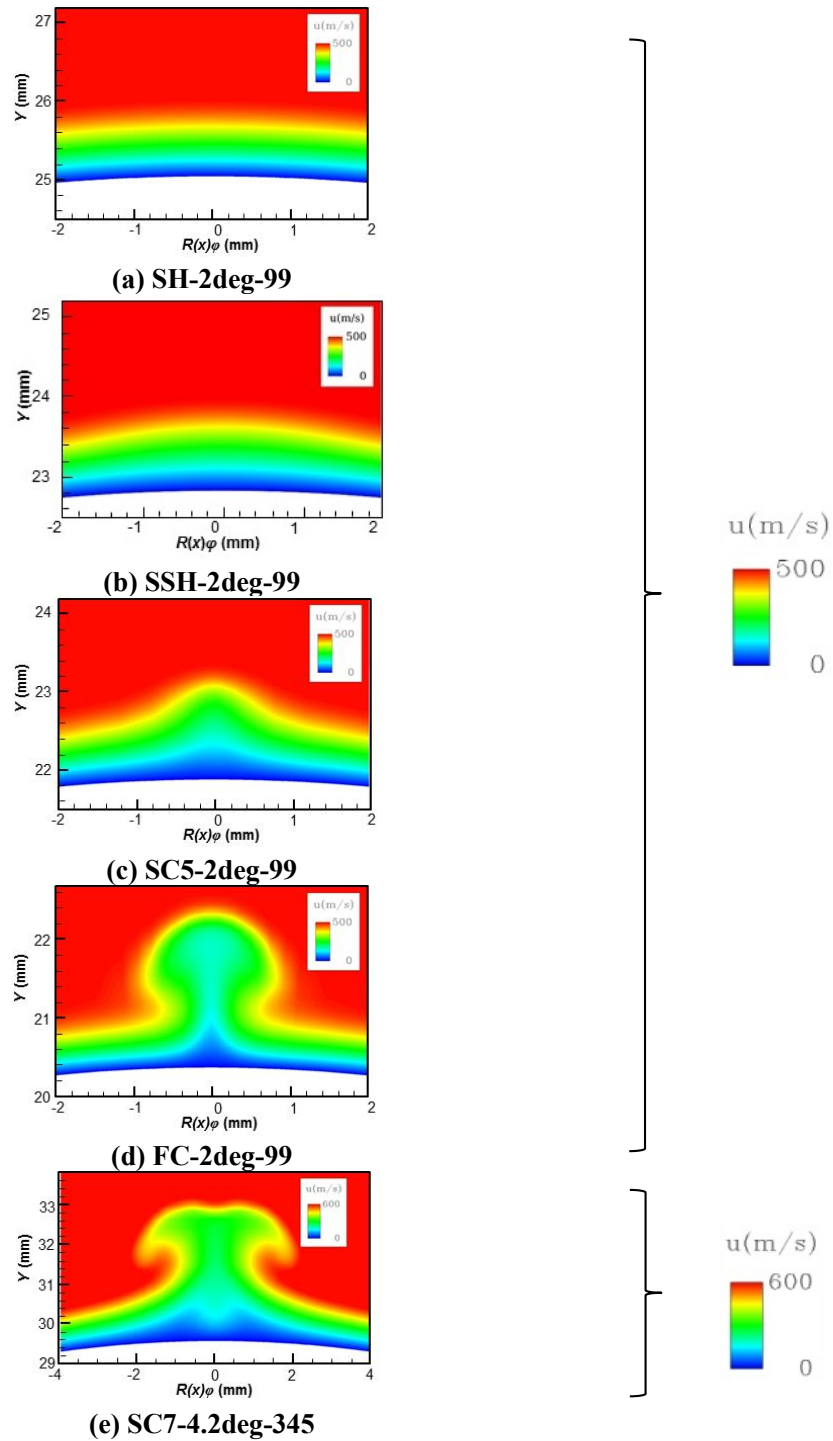 27
26
25
Y (mm)
u(m/s)
500
0
-2 -1 0 1 2
R(x)φ (mm)
(a) SH-2deg-99
25
24
23
Y (mm)
u(m/s)
500
0
-2 -1 0 1 2
R(x)φ (mm)
(b) SSH-2deg-99
24
23
22
Y (mm)
u(m/s)
500
0
-2 -1 0 1 2
R(x)φ (mm)
(c) SC5-2deg-99
22
21
20
Y (mm)
u(m/s)
500
0
-2 -1 0 1 2
R(x)φ (mm)
(d) FC-2deg-99
u(m/s)
500
0
33
32
31
30
29
Y (mm)
u(m/s)
600
0
-4 -2 0 2 4
R(x)φ (mm)
(e) SC7-4.2deg-345
u(m/s)
600
0